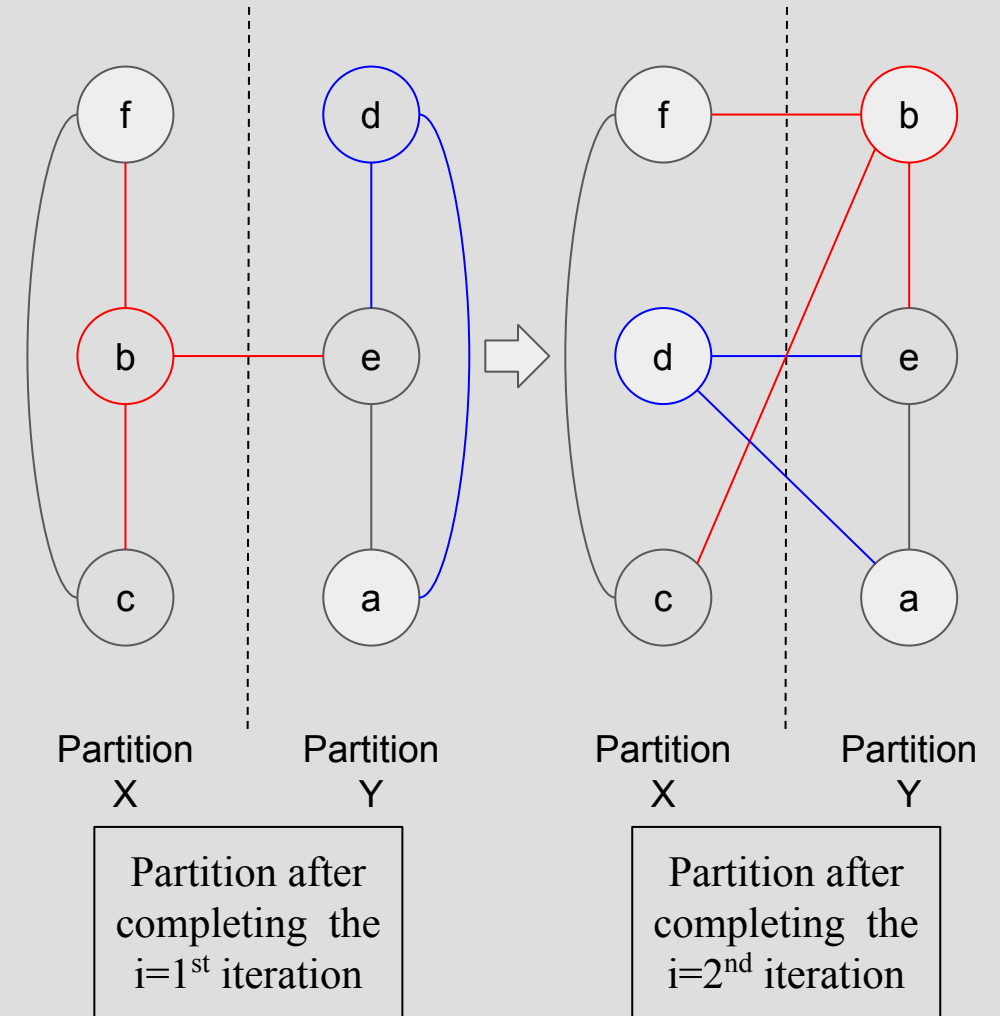 f d f b
b e d e
c a c a
Partition Partition Partition Partition
X Y X Y
Partition after Partition after
completing the completing the
i=1st iteration i=2nd iteration